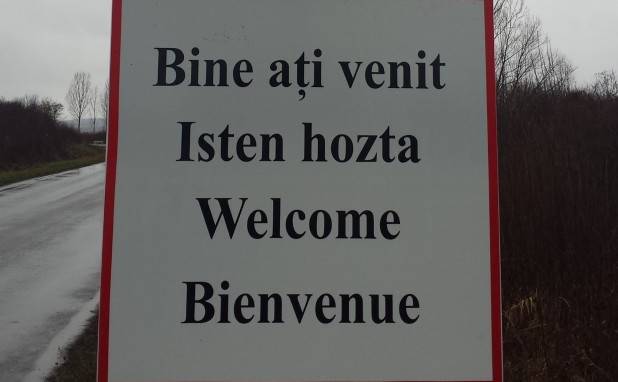 Bine ați venit
Isten hozta
Welcome
Bienvenue